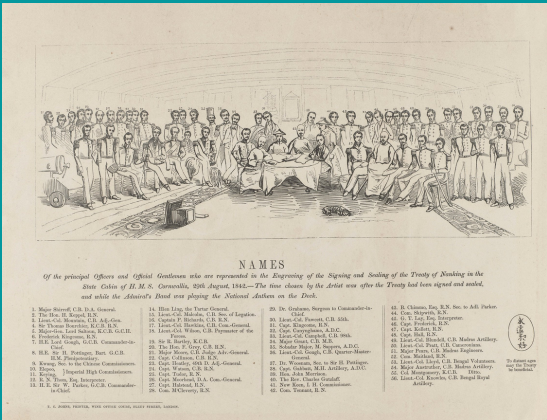 NAMES
Of the principal Officers and Official Gentlemen who are represented in the Engraving of the Signing and Sealing of the Treaty of Nanking in the
State Cabin of H. M. S. Cornwallis, 29th August, 1842.—The time chosen by the Artist was after the Treaty had been signed and sealed,
and while the Admiral's Band was playing the National Anthem on the Deck.
1. Major Stirreff, C.B. D.A. General.
2. The Hon. H. Keppel, R.N.
3. Lieut.-Col. Mountain, C.B. Adj.-Gen.
4. Sir Thomas Bourchier, K.C.B. R.N.
5. Major-Gen. Lord Saltoun, K.C.B. G.C.H.
6. Frederick Kingcome, R.N.
7. H.E. Lord Gough, G.C.B. Commander-in-
Chief.
8. H.E. Sir H. Pottinger, Bart. G.C.B.
H.M. Plenipotentiary.
9. Kwang, Sec. to the Chinese Commissioners.
10. Elepoo,
11. Keying,
} Imperial High Commissioners.
12. R. N. Thom, Esq. Interpreter.
13. H. E. Sir W. Parker, G.C.B. Commander-
in-Chief.
14. Hien Ling, the Tartar General.
15. Lieut.-Col. Malcolm, C.B. Sec. of Legation.
16. Captain P. Richards, C.B. R.N.
17. Lieut.-Col. Hawkins, C.B. Com.-General.
18. Lieut.-Col. Wilson, C.B. Paymaster of the
Forces.
19. Sir R. Bartley, K.C.B.
20. The Hon. F. Grey, C.B. R.N.
21. Major Moore, C.B. Judge Adv.-General.
22. Capt. Collinson, C.B. R.N.
23. Capt. Heatley, 49th R. Adj.-General.
24. Capt. Watson, C.B. R.N.
25. Capt. Tudor, R. N.
26. Capt. Moorhead, D.A. Com.-General.
27. Capt. Halstead, R.N.
28. Com. M'Cleverty, R.N.
29. Dr. Grahame, Surgeon to Commander-in-
Chief.
30. Lieut.-Col. Fawcett, C.B. 55th.
31. Capt. Kingcome, R.N.
32. Capt. Cunynghame, A.D.C.
33. Lieut.-Col. Campbell, C.B. 98th.
34. Major Grant, C.B. M.S.
35. Subadar Major, M. Sappers, A.D.C.
36. Lieut.-Col. Gough, C.B. Quarter-Master-
General.
37. Dr. Woosnam, Sec. to Sir H. Pottinger.
38. Capt. Gabbett, M.H. Artillery, A.D.C.
39. Hon. John Morrison.
40. The Rev. Charles Gutzlaff.
41. New Keen, I. H. Commissioner.
42. B. Chimmo, Esq. R.N. Sec. to Adl. Parker.
43. Com. Skipwith, R.N.
44. G. T. Lay, Esq. Interpreter.
45. Capt. Frederick, R.N.
46. Capt. Kellett, R.N.
47. Capt. Hall, R.N.
48. Lieut.-Col. Blundell, C.B. Madras Artillery.
49. Lieut.-Col. Pratt, C.B. Cameronians.
50. Major Pears, C.B. Madras Engineers.
51. Com. Maitland, R.N.
52. Lieut.-Col. Lloyd, C.B. Bengal Volunteers.
53. Major Anstruther, C.B. Madras Artillery.
54. Col. Montgomery, K.C.B. Ditto.
55. Lieut.-Col. Knowles, C.B. Bengal Royal
Artillery.
To distant ages
may the Treaty
be beneficial.